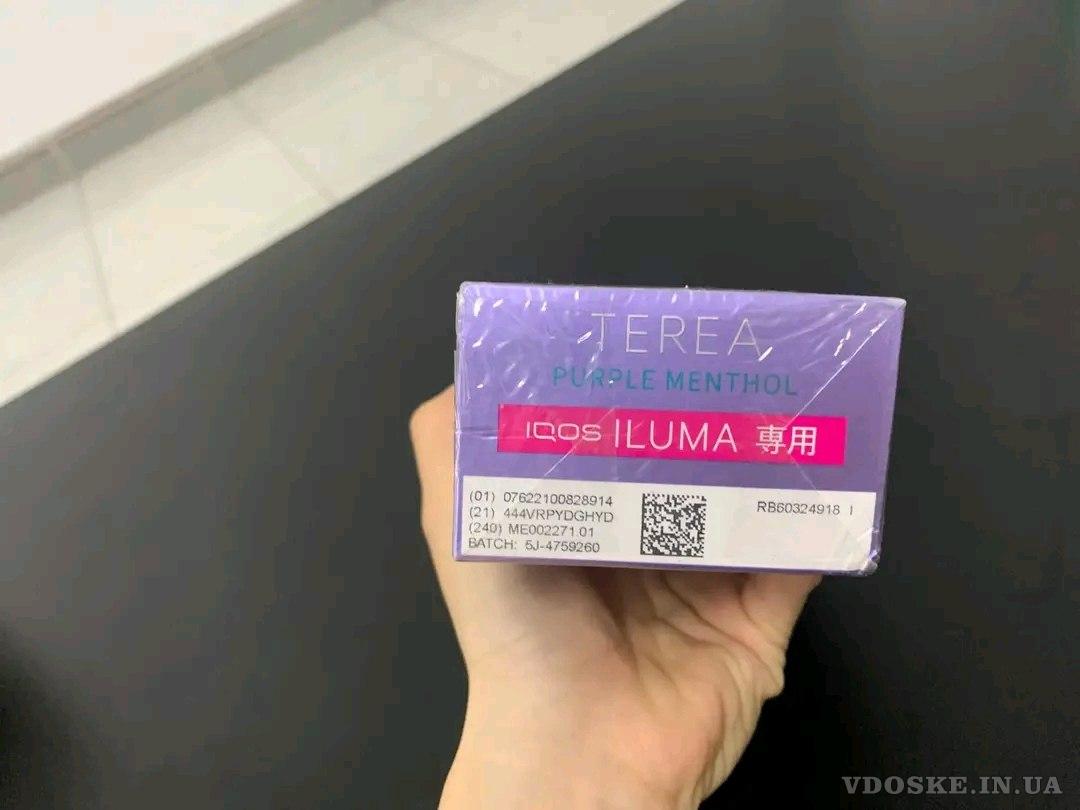 TEREA
PURPLE MENTHOL
IQOS ILUMA 専用
(01) 07622100828914
(21) 444VRPYDGHYD
(240) ME002271.01
BATCH: 5J-4759260
RB60324918 I
VDOSKE.IN.UA